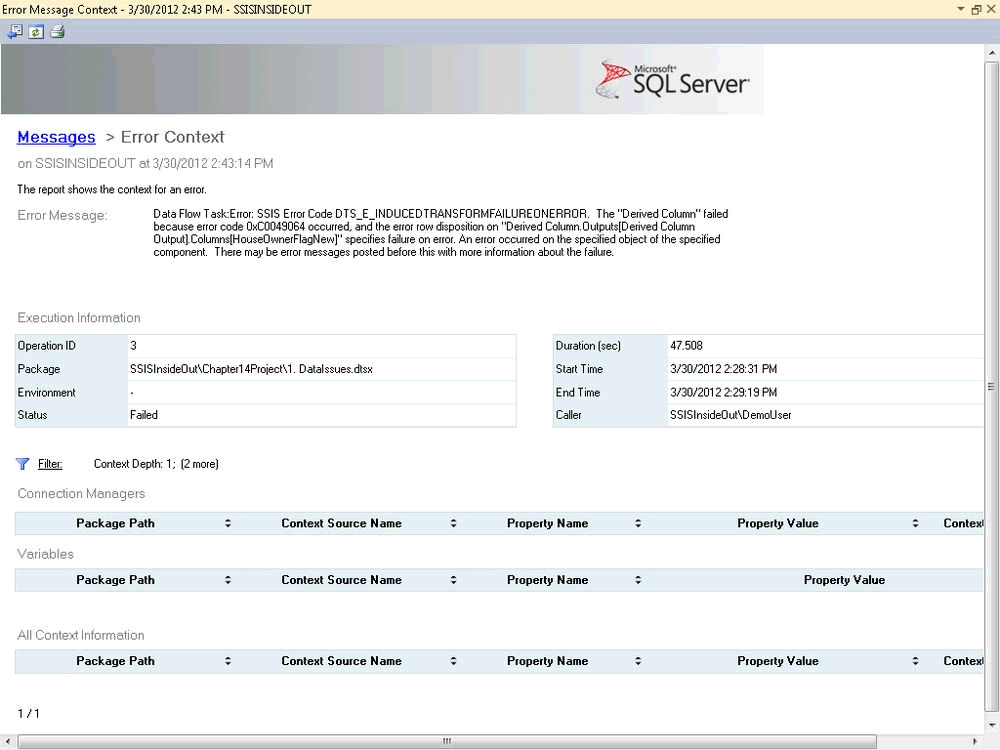 Error Message Context - 3/30/2012 2:43 PM - SSISINSIDEOUT
Microsoft®
SQL Server®
Messages > Error Context
on SSISINSIDEOUT at 3/30/2012 2:43:14 PM
The report shows the context for an error.
Error Message: Data Flow Task:Error: SSIS Error Code DTS_E_INDUCEDTRANSFORMFAILUREONERROR.  The "Derived Column" failed
because error code 0xC0049064 occurred, and the error row disposition on "Derived Column.Outputs[Derived Column
Output].Columns[HouseOwnerFlagNew]" specifies failure on error. An error occurred on the specified object of the specified
component.  There may be error messages posted before this with more information about the failure.
Execution Information
Operation ID 3 Duration (sec) 47.508
Package SSISInsideOut\Chapter14Project\1. DataIssues.dtsx Start Time 3/30/2012 2:28:31 PM
Environment - End Time 3/30/2012 2:29:19 PM
Status Failed Caller SSISInsideOut\DemoUser
Filter: Context Depth: 1; (2 more)
Connection Managers
Package Path Context Source Name Property Name Property Value Context
Variables
Package Path Context Source Name Property Name Property Value
All Context Information
Package Path Context Source Name Property Name Property Value Context
1 / 1